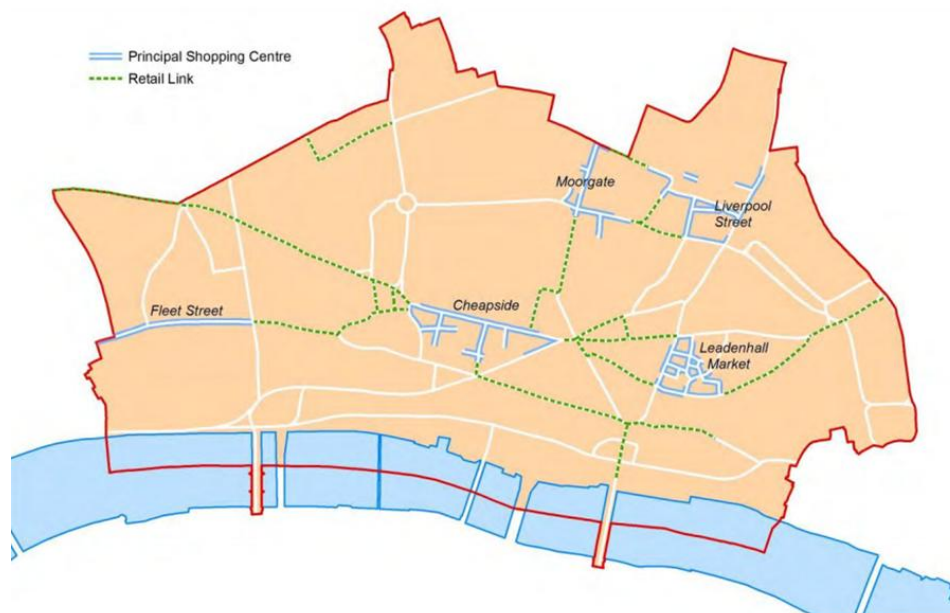 Principal Shopping Centre
Retail Link
Moorgate
Liverpool
Street
Fleet Street
Cheapside
Leadenhall
Market